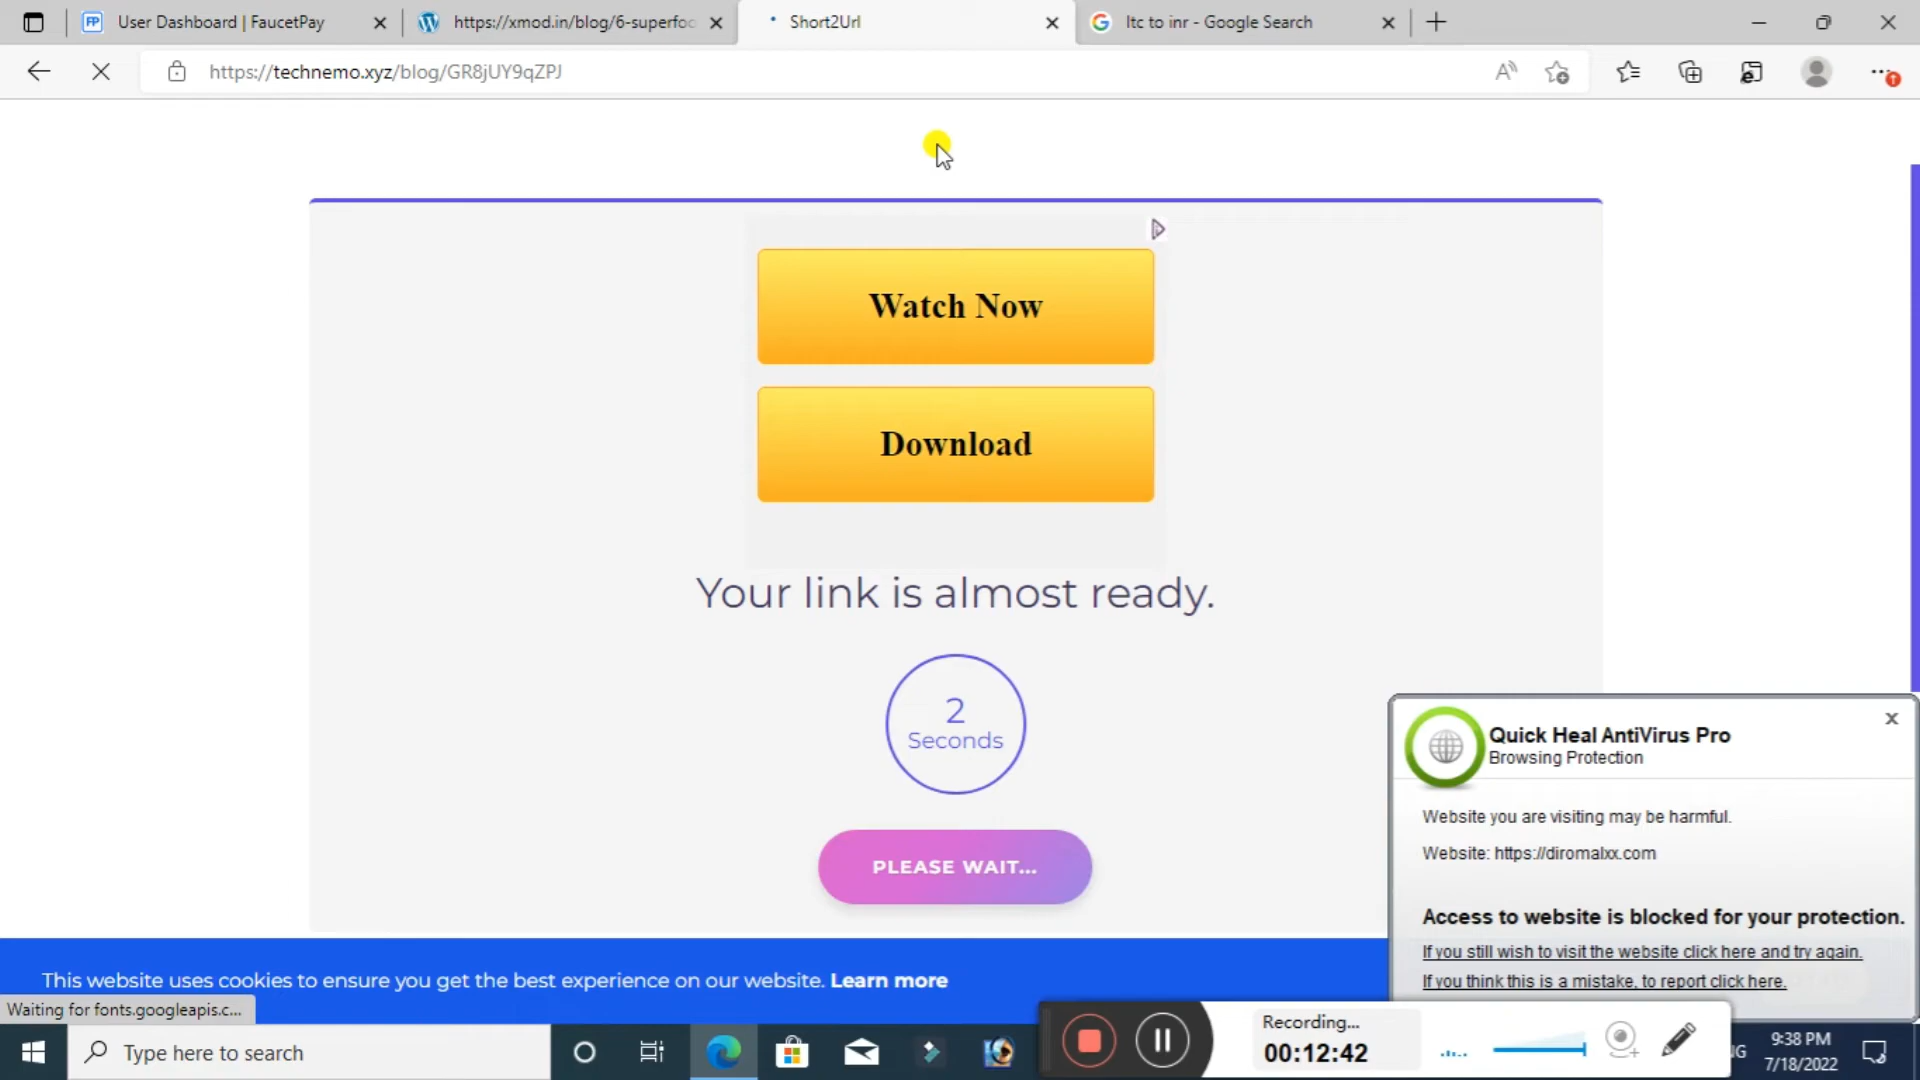 User Dashboard | FaucetPay
https://xmod.in/blog/6-superfoo
Short2Url
ltc to inr - Google Search
https://technemo.xyz/blog/GR8jUY9qZPJ
Watch Now
Download
Your link is almost ready.
2
Seconds
PLEASE WAIT...
Quick Heal AntiVirus Pro
Browsing Protection
Website you are visiting may be harmful.
Website: https://diromalxx.com
Access to website is blocked for your protection.
If you still wish to visit the website click here and try again.
If you think this is a mistake, to report click here.
This website uses cookies to ensure you get the best experience on our website. Learn more
Waiting for fonts.googleapis.c...
Type here to search
Recording...
00:12:42
9:38 PM
7/18/2022